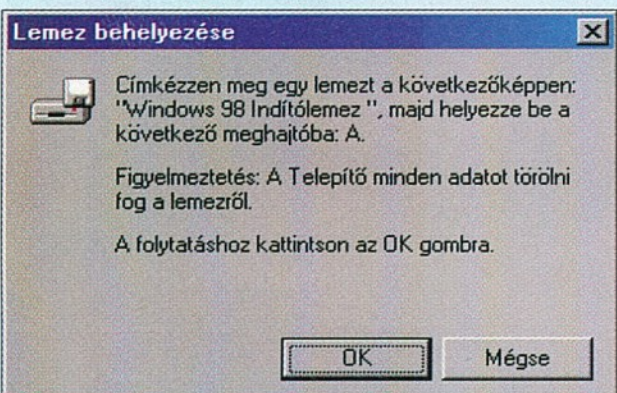 Lemez behelyezése
Címkézzen meg egy lemezt a következőképpen:
"Windows 98 Indítólemez ", majd helyezze be a
következő meghajtóba: A.
Figyelmeztetés: A Telepítő minden adatot törölni
fog a lemezről.
A folytatáshoz kattintson az OK gombra.
OK
Mégse